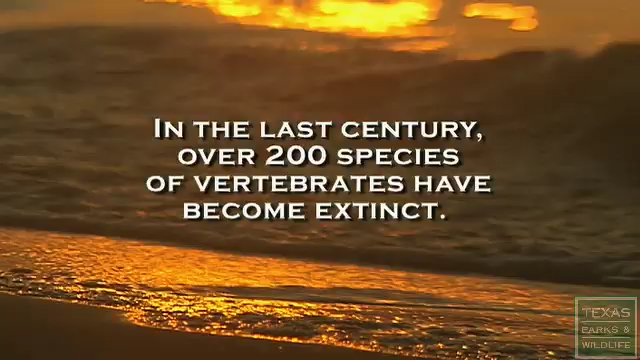 IN THE LAST CENTURY,
OVER 200 SPECIES
OF VERTEBRATES HAVE
BECOME EXTINCT.
TEXAS
PARKS &
WILDLIFE